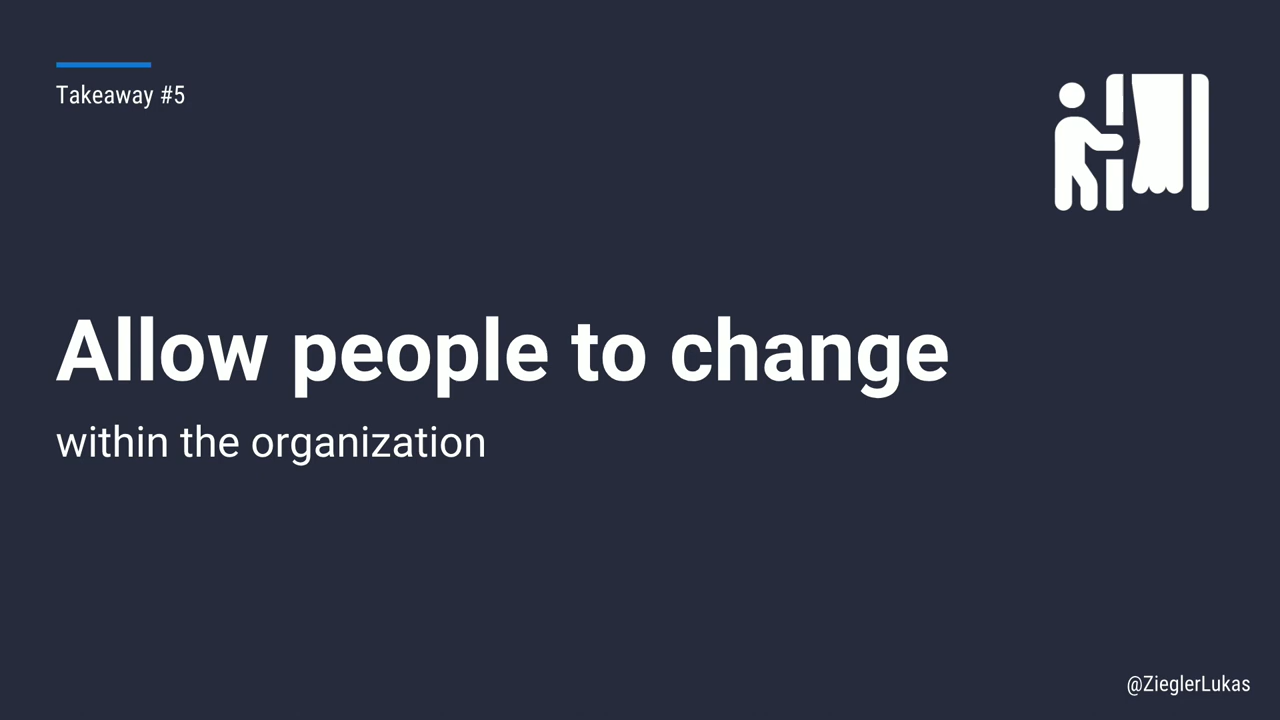 Takeaway #5
Allow people to change
within the organization
@ZieglerLukas